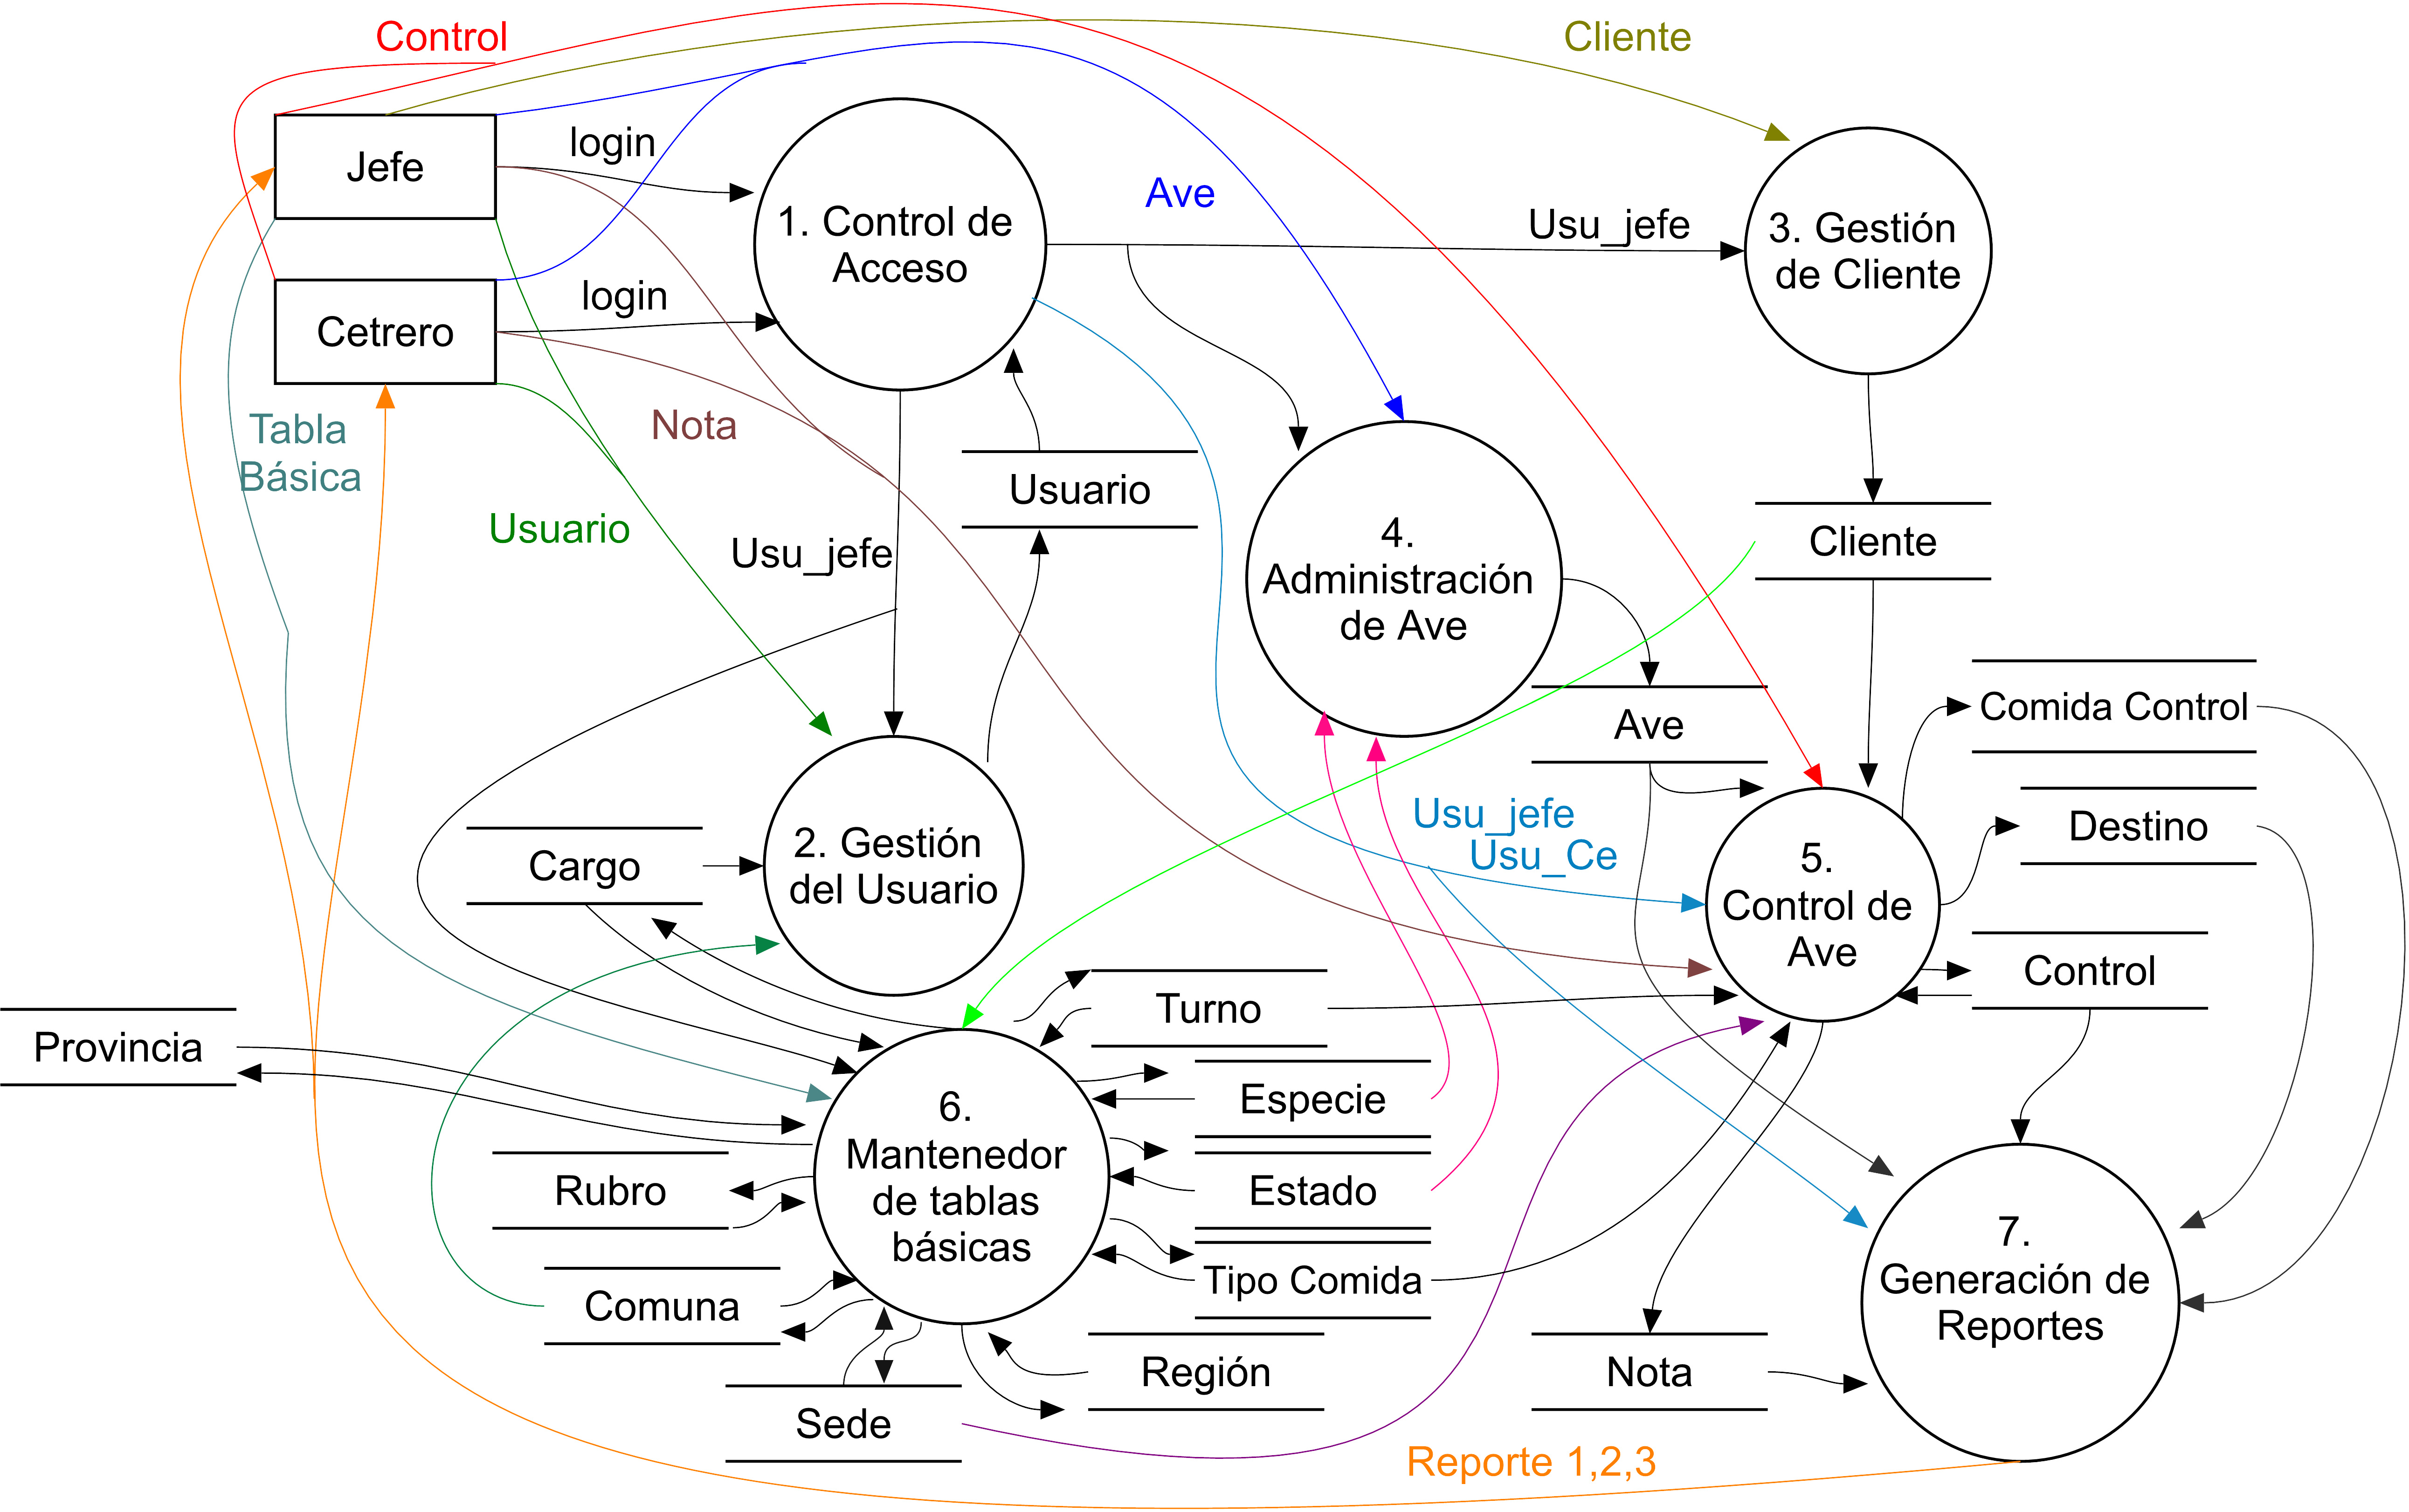 Control
Cliente
Jefe
login
1. Control de
Acceso
Ave
Usu_jefe
3. Gestión
de Cliente
Cetrero
login
Tabla
Básica
Nota
Usuario
Usuario
Usu_jefe
4.
Administración
de Ave
Cliente
Ave
Comida Control
Usu_jefe
Usu_Ce
Destino
Cargo
2. Gestión
del Usuario
5.
Control de
Ave
Control
Turno
Provincia
Especie
6.
Mantenedor
de tablas
básicas
Rubro
Estado
Tipo Comida
7.
Generación de
Reportes
Comuna
Región
Nota
Sede
Reporte 1,2,3